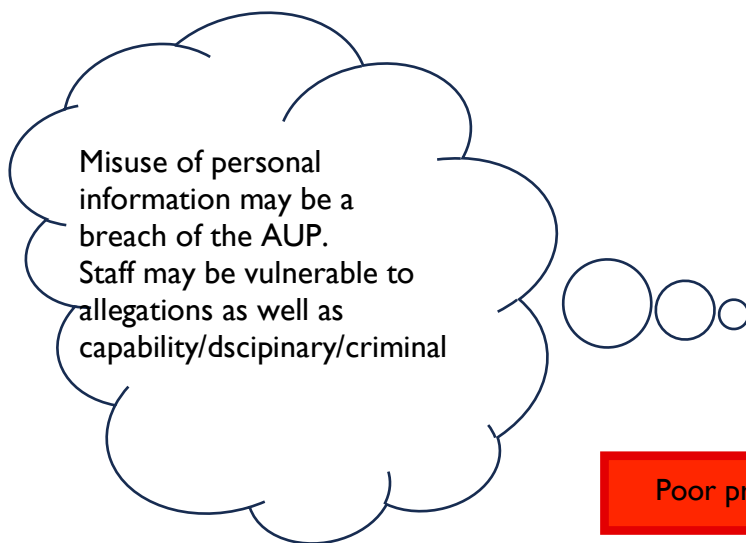 Misuse of personal
information may be a
breach of the AUP.
Staff may be vulnerable to
allegations as well as
capability/dscipinary/criminal
Poor